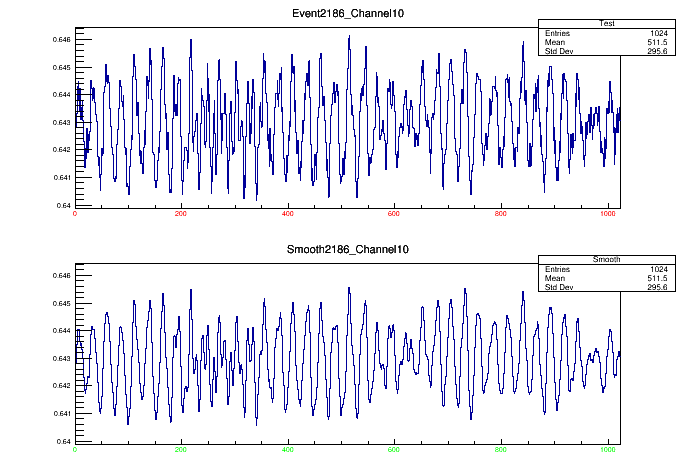 Event2186_Channel10
Test
Entries 1024
Mean 511.5
Std Dev 295.6
0.646
0.645
0.644
0.643
0.642
0.641
0.64
0 200 400 600 800 1000
Smooth2186_Channel10
Smooth
Entries 1024
Mean 511.5
Std Dev 295.6
0.646
0.645
0.644
0.643
0.642
0.641
0.64
0 200 400 600 800 1000